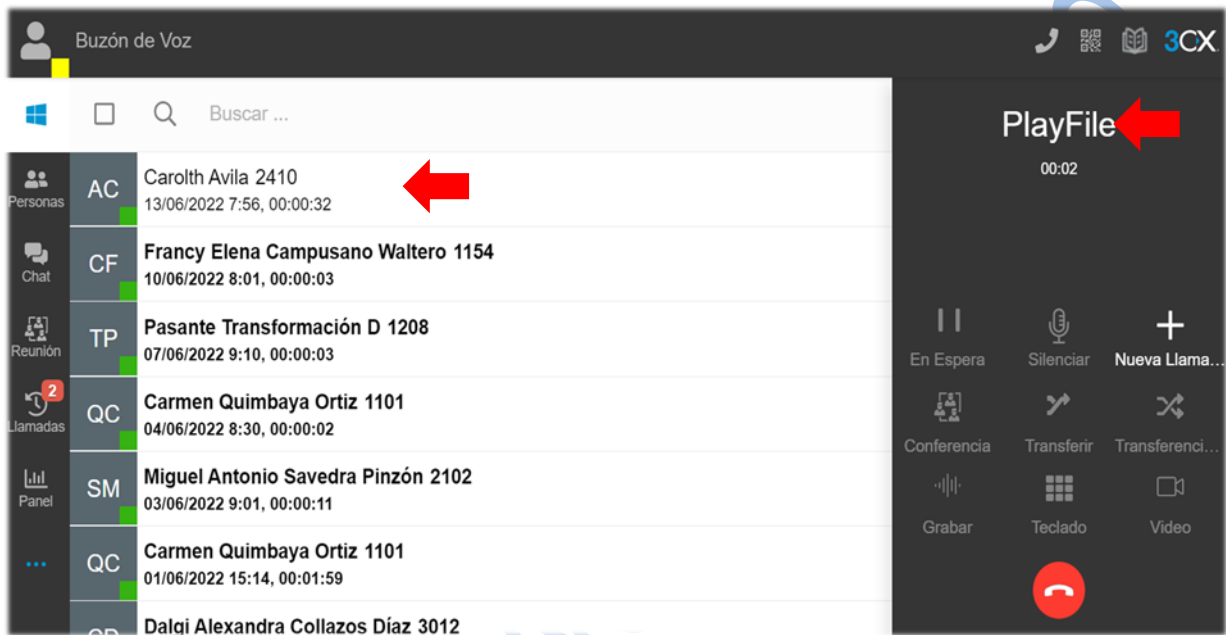 Buzón de Voz
3CX
Buscar ...
Personas
Chat
Reunión
2
Llamadas
Panel
AC
Carolth Avila 2410
13/06/2022 7:56, 00:00:32
CF
Francy Elena Campusano Waltero 1154
10/06/2022 8:01, 00:00:03
TP
Pasante Transformación D 1208
07/06/2022 9:10, 00:00:03
QC
Carmen Quimbaya Ortiz 1101
04/06/2022 8:30, 00:00:02
SM
Miguel Antonio Savedra Pinzón 2102
03/06/2022 9:01, 00:00:11
QC
Carmen Quimbaya Ortiz 1101
01/06/2022 15:14, 00:01:59
Dalgi Alexandra Collazos Díaz 3012
PlayFile
00:02
En Espera
Silenciar
Nueva Llama...
Conferencia
Transferir
Transferenci...
Grabar
Teclado
Video